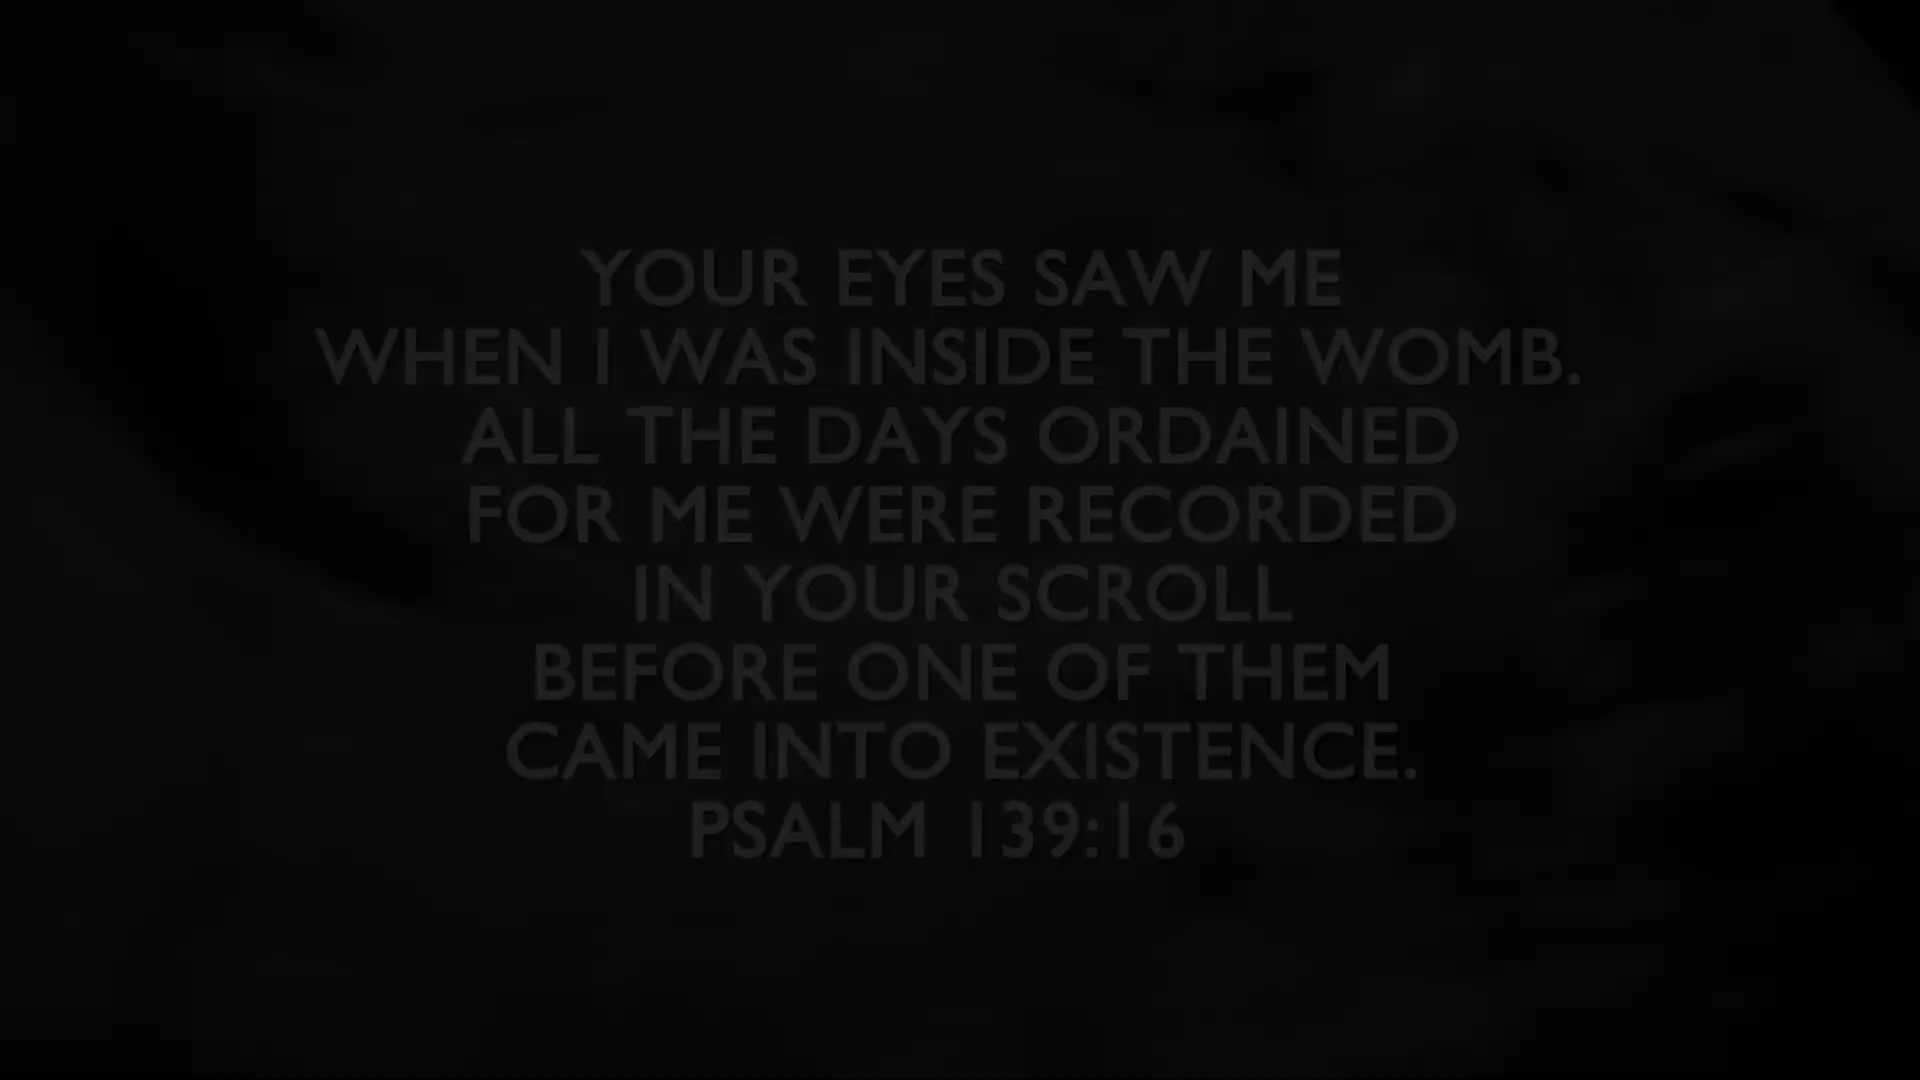 YOUR EYES SAW ME
WHEN I WAS INSIDE THE WOMB.
ALL THE DAYS ORDAINED
FOR ME WERE RECORDED
IN YOUR SCROLL
BEFORE ONE OF THEM
CAME INTO EXISTENCE.
PSALM 139:16